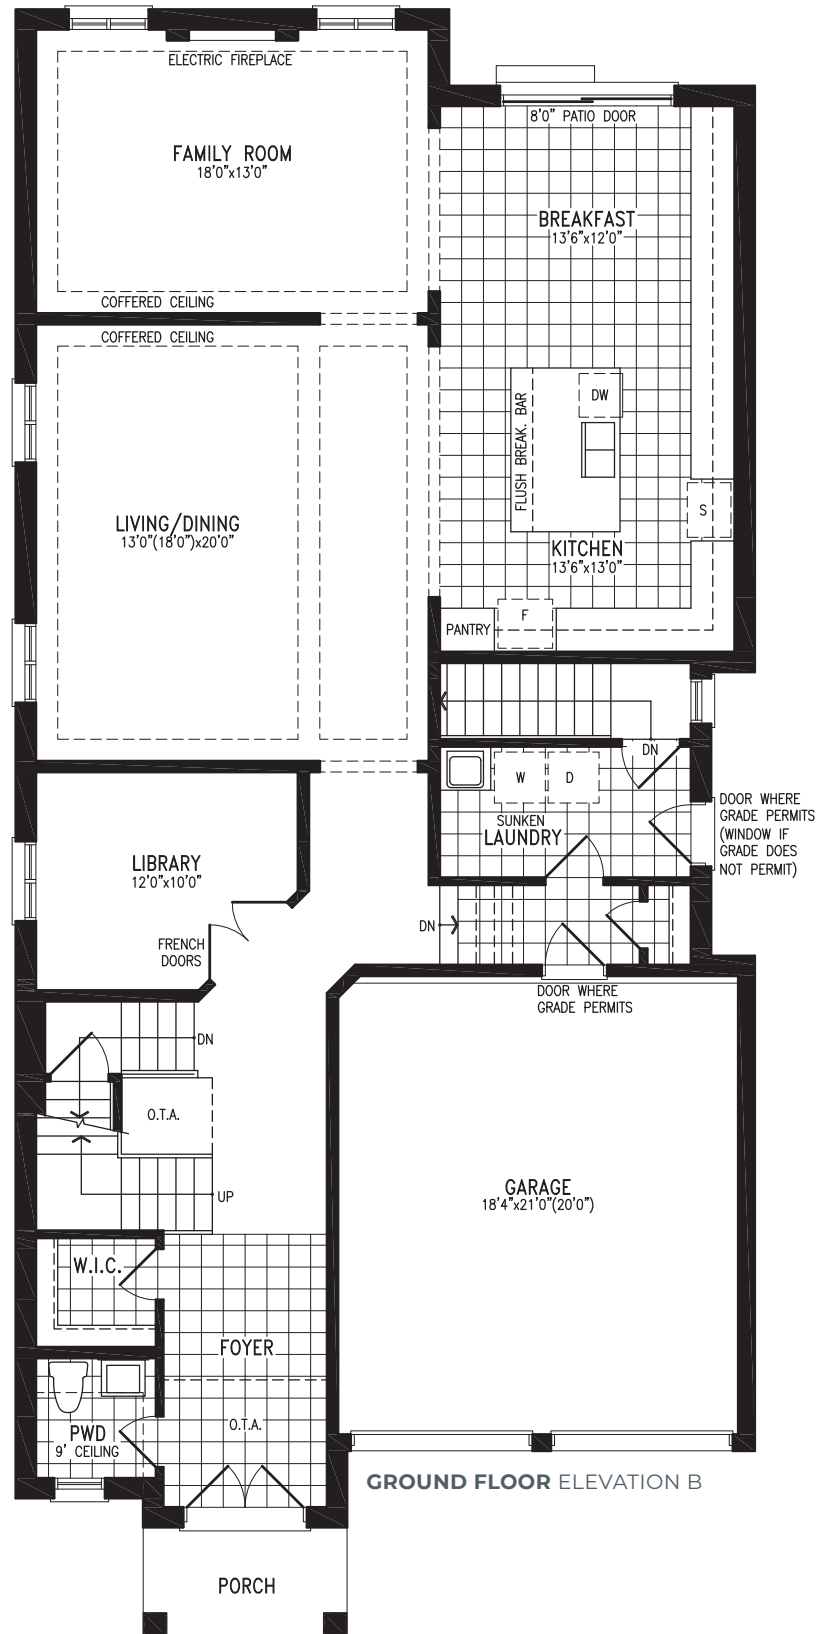 ELECTRIC FIREPLACE
FAMILY ROOM
18'0"x13'0"
COFFERED CEILING
8'0" PATIO DOOR
BREAKFAST
13'6"x12'0"
COFFERED CEILING
LIVING/DINING
13'0"(18'0")x20'0"
FLUSH BREAK. BAR
DW
S
KITCHEN
13'6"x13'0"
F
PANTRY
DN
W
D
SUNKEN
LAUNDRY
DOOR WHERE
GRADE PERMITS
(WINDOW IF
GRADE DOES
NOT PERMIT)
LIBRARY
12'0"x10'0"
FRENCH
DOORS
DN
DOOR WHERE
GRADE PERMITS
DN
O.T.A.
UP
GARAGE
18'4"x21'0"(20'0")
W.I.C.
FOYER
O.T.A.
PWD
9' CEILING
GROUND FLOOR ELEVATION B
PORCH